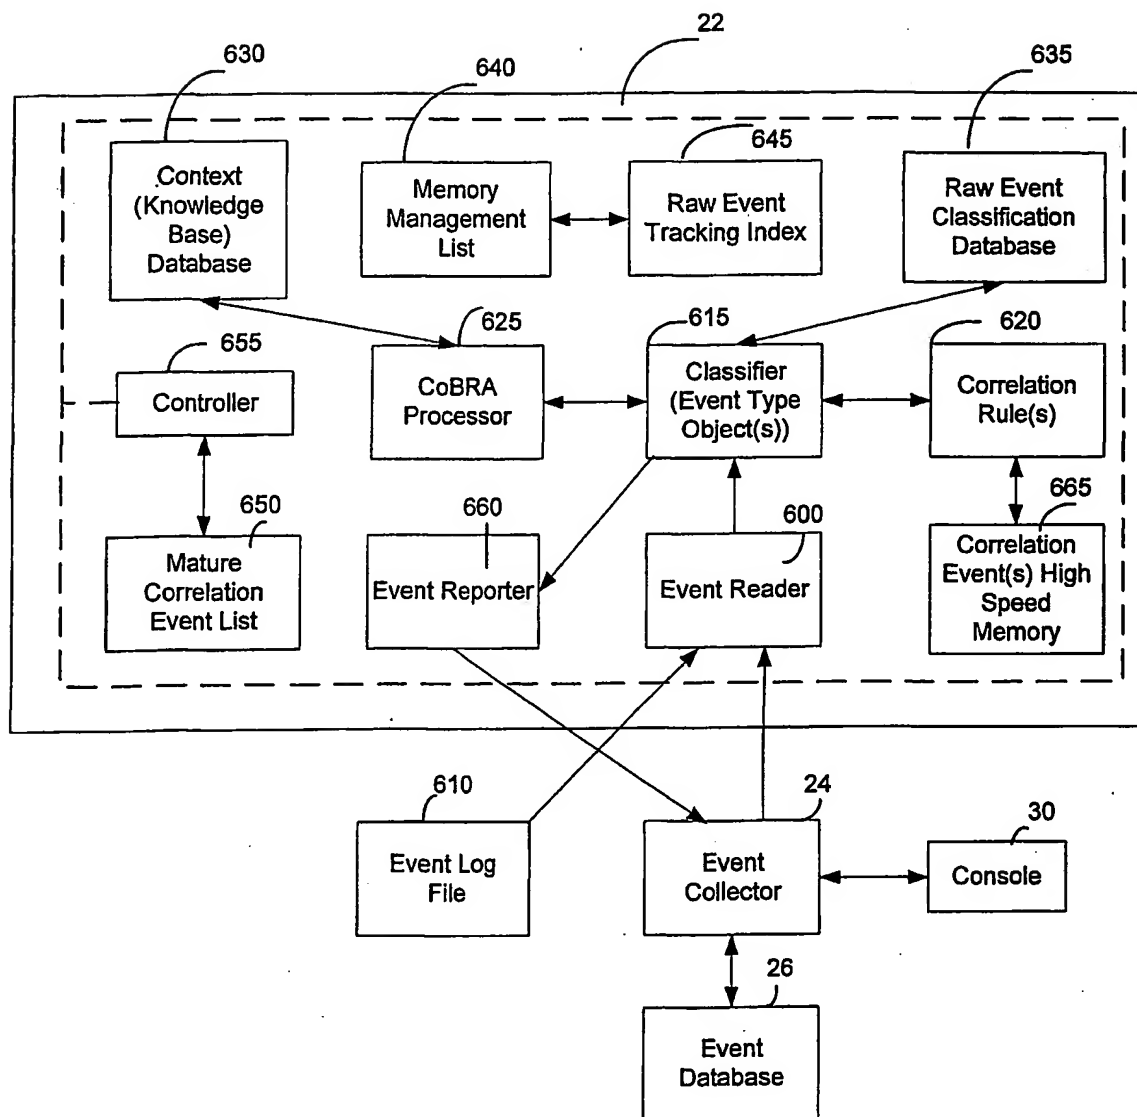 22
630
640
635
645
Context
(Knowledge
Base)
Database
Memory
Management
List
Raw Event
Tracking Index
Raw Event
Classification
Database
655
625
615
620
Controller
CoBRA
Processor
Classifier
(Event Type
Object(s))
Correlation
Rule(s)
650
660
600
665
Mature
Correlation
Event List
Event Reporter
Event Reader
Correlation
Event(s) High
Speed
Memory
610
24
30
Event Log
File
Event
Collector
Console
26
Event
Database